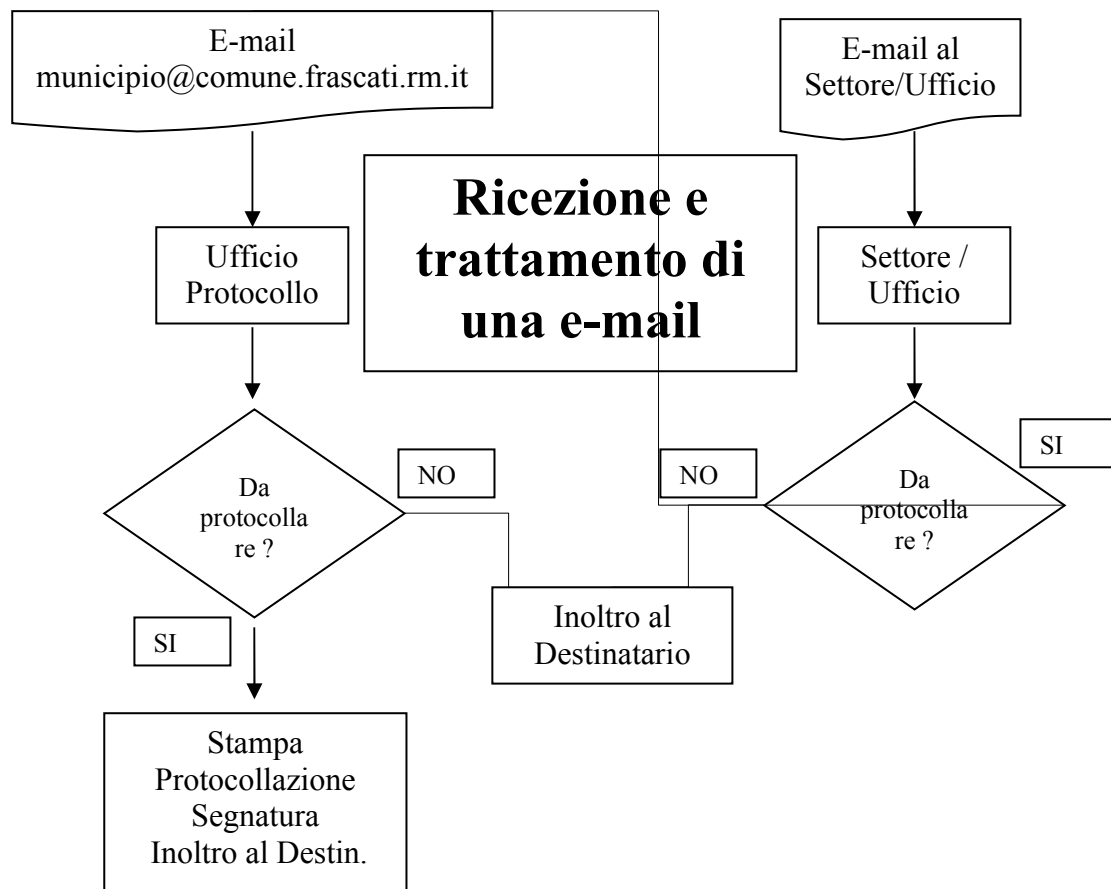 E-mail
municipio@comune.frascati.rm.it
E-mail al
Settore/Ufficio
Ricezione e
trattamento di
una e-mail
Ufficio
Protocollo
Settore /
Ufficio
Da
protocolla
re ?
NO
NO
Da
protocolla
re ?
SI
SI
Inoltro al
Destinatario
Stampa
Protocollazione
Segnatura
Inoltro al Destin.